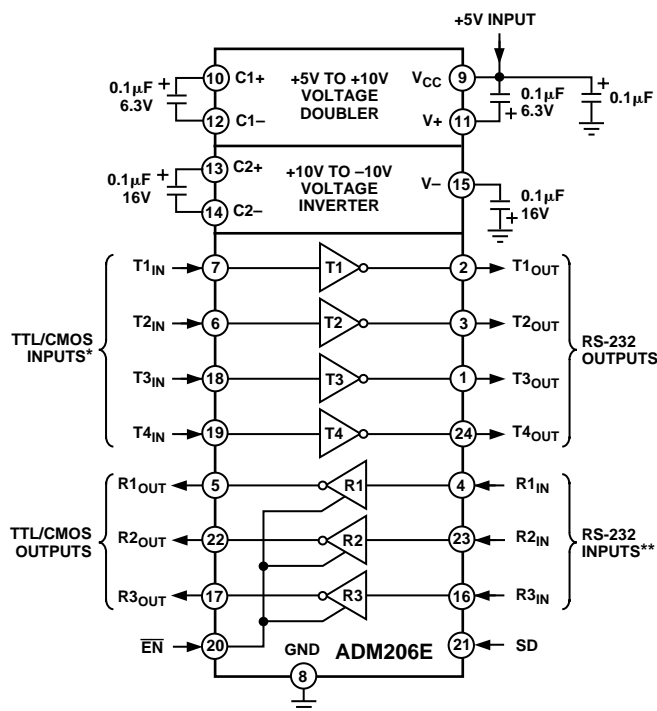 +5V INPUT
0.1μF
6.3V
+
10
C1+
12
C1–
+5V TO +10V
VOLTAGE
DOUBLER
VCC
9
V+
11
+
0.1μF
6.3V
+
0.1μF
0.1μF
16V
+
13
C2+
14
C2–
+10V TO –10V
VOLTAGE
INVERTER
V–
15
+
0.1μF
16V
TTL/CMOS
INPUTS*
T1IN
7
T1
2
T1OUT
T2IN
6
T2
3
T2OUT
T3IN
18
T3
1
T3OUT
T4IN
19
T4
24
T4OUT
RS-232
OUTPUTS
TTL/CMOS
OUTPUTS
R1OUT
5
R1
4
R1IN
R2OUT
22
R2
23
R2IN
R3OUT
17
R3
16
R3IN
RS-232
INPUTS**
EN
20
GND
8
ADM206E
21
SD